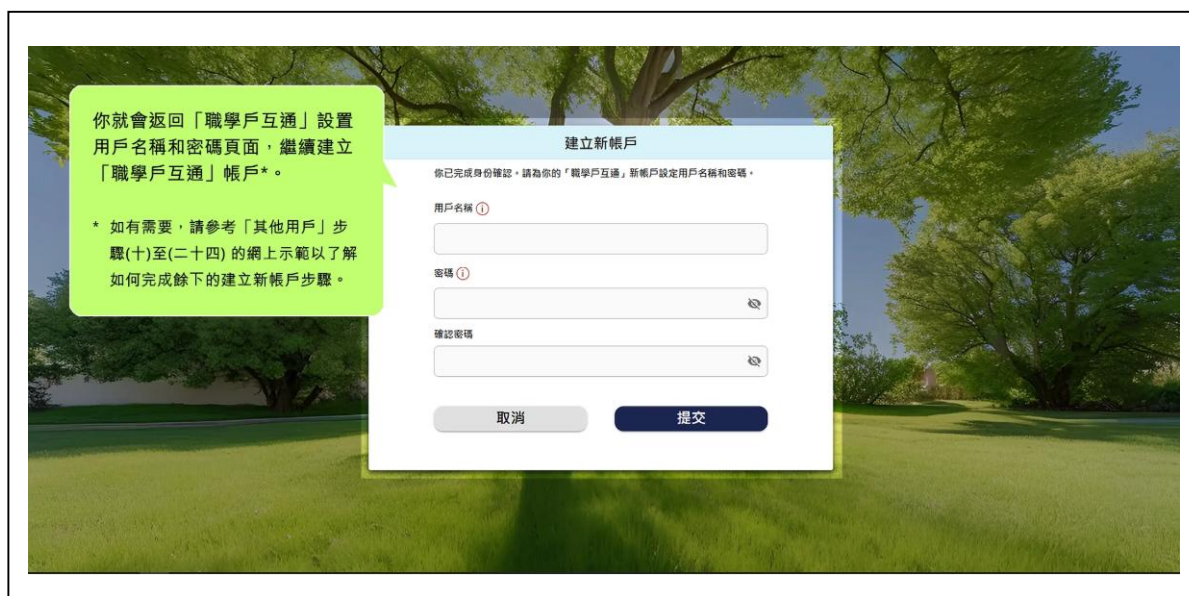 你就會返回「職學戶互通」設置
用戶名稱和密碼頁面，繼續建立
「職學戶互通」帳戶*。
* 如有需要，請參考「其他用戶」步
驟(十)至(二十四) 的網上示範以了解
如何完成餘下的建立新帳戶步驟。
建立新帳戶
你已完成身份確認。請為你的「職學戶互通」新帳戶設定用戶名稱和密碼。
用戶名稱
密碼
確認密碼
取消
提交